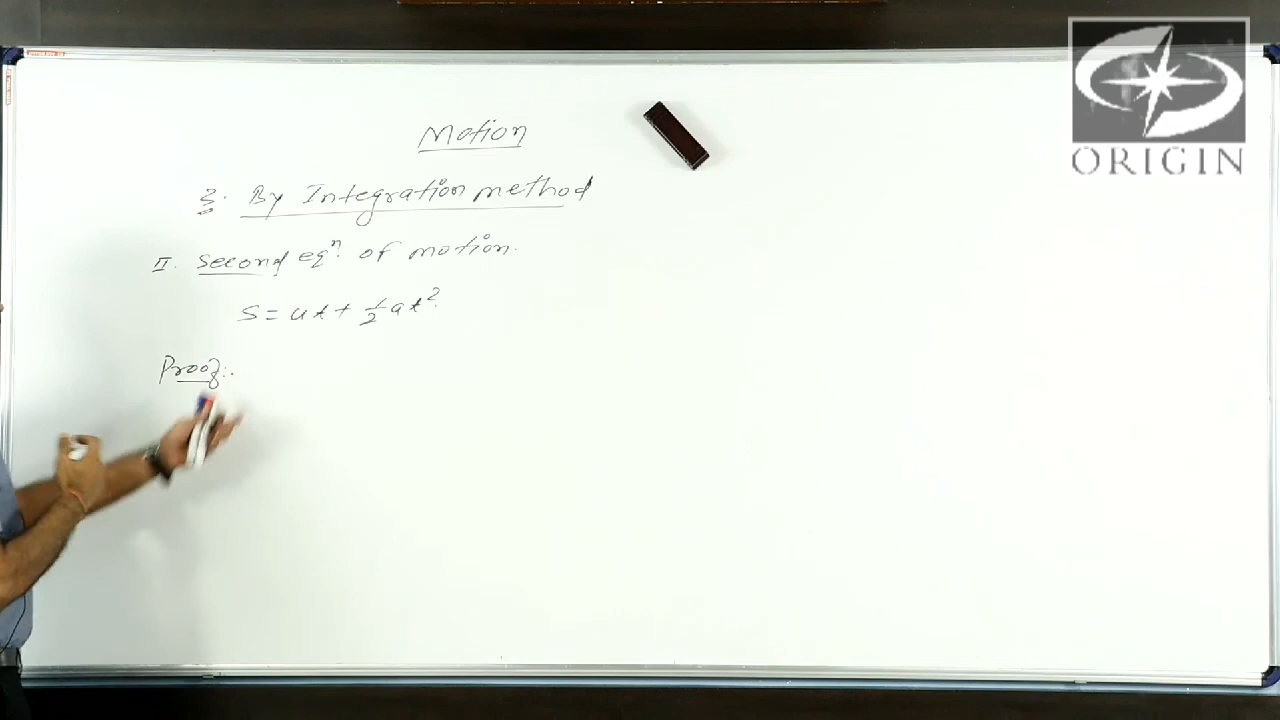 ORIGIN
Motion
3. By Integration method
II. Second eqⁿ. of motion.
S = ut + 1/2 at²
Proof:.